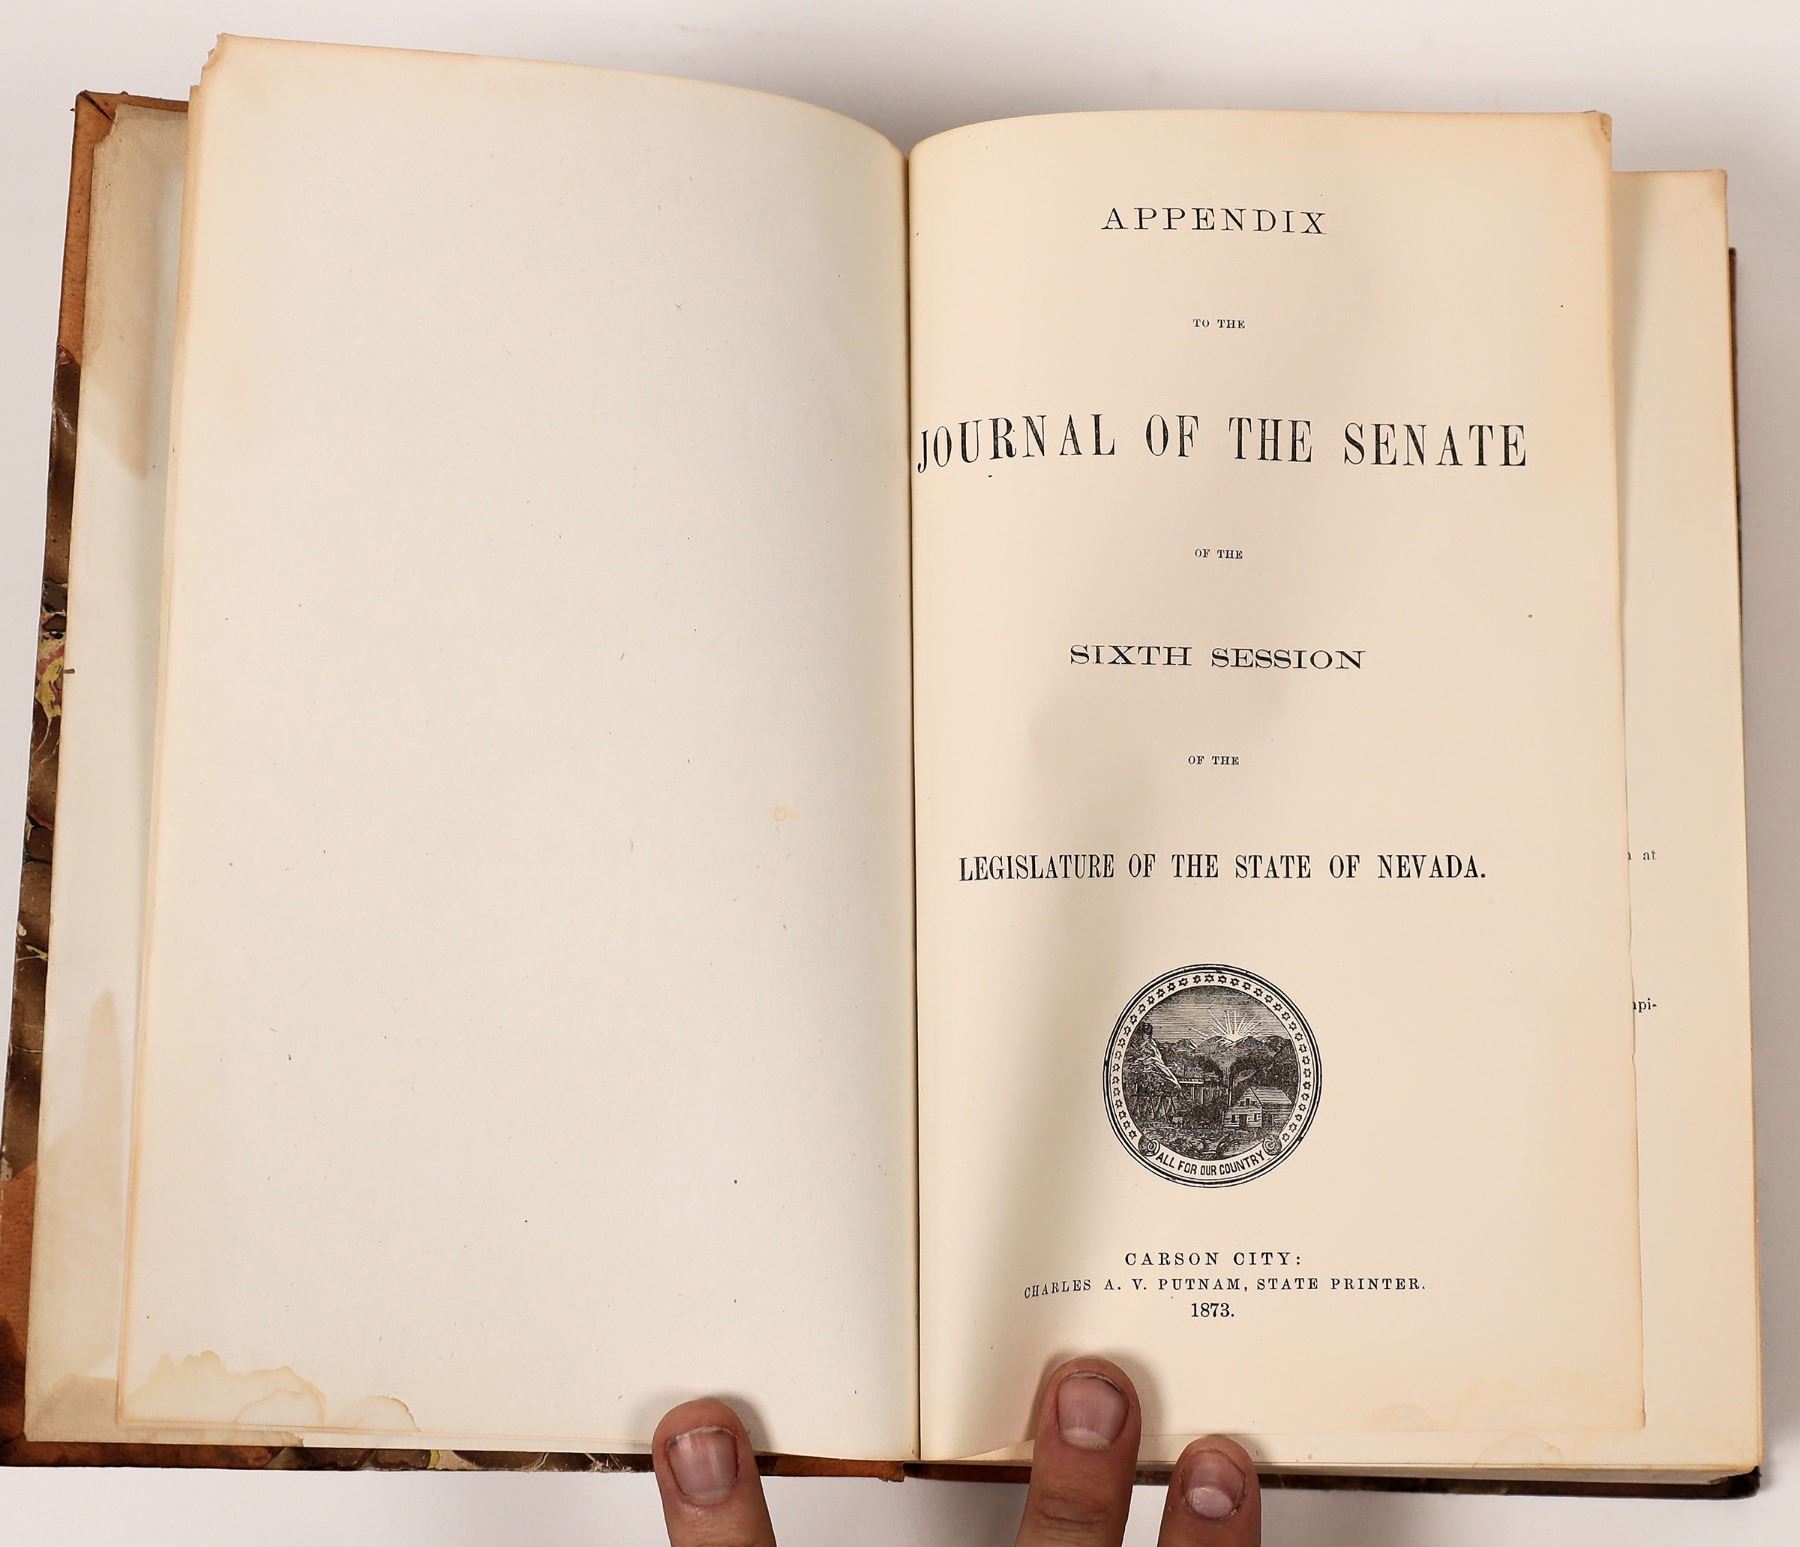 APPENDIX
TO THE
JOURNAL OF THE SENATE
OF THE
SIXTH SESSION
OF THE
LEGISLATURE OF THE STATE OF NEVADA.
ALL FOR OUR COUNTRY
CARSON CITY:
CHARLES A. V. PUTNAM, STATE PRINTER.
1873.
at